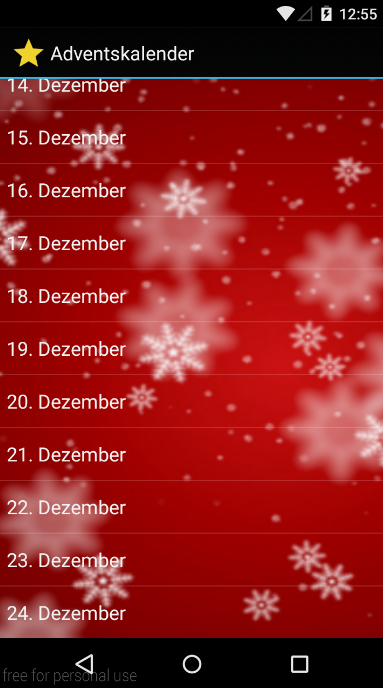 12:55
Adventskalender
14. Dezember
15. Dezember
16. Dezember
17. Dezember
18. Dezember
19. Dezember
20. Dezember
21. Dezember
22. Dezember
23. Dezember
24. Dezember
free for personal use